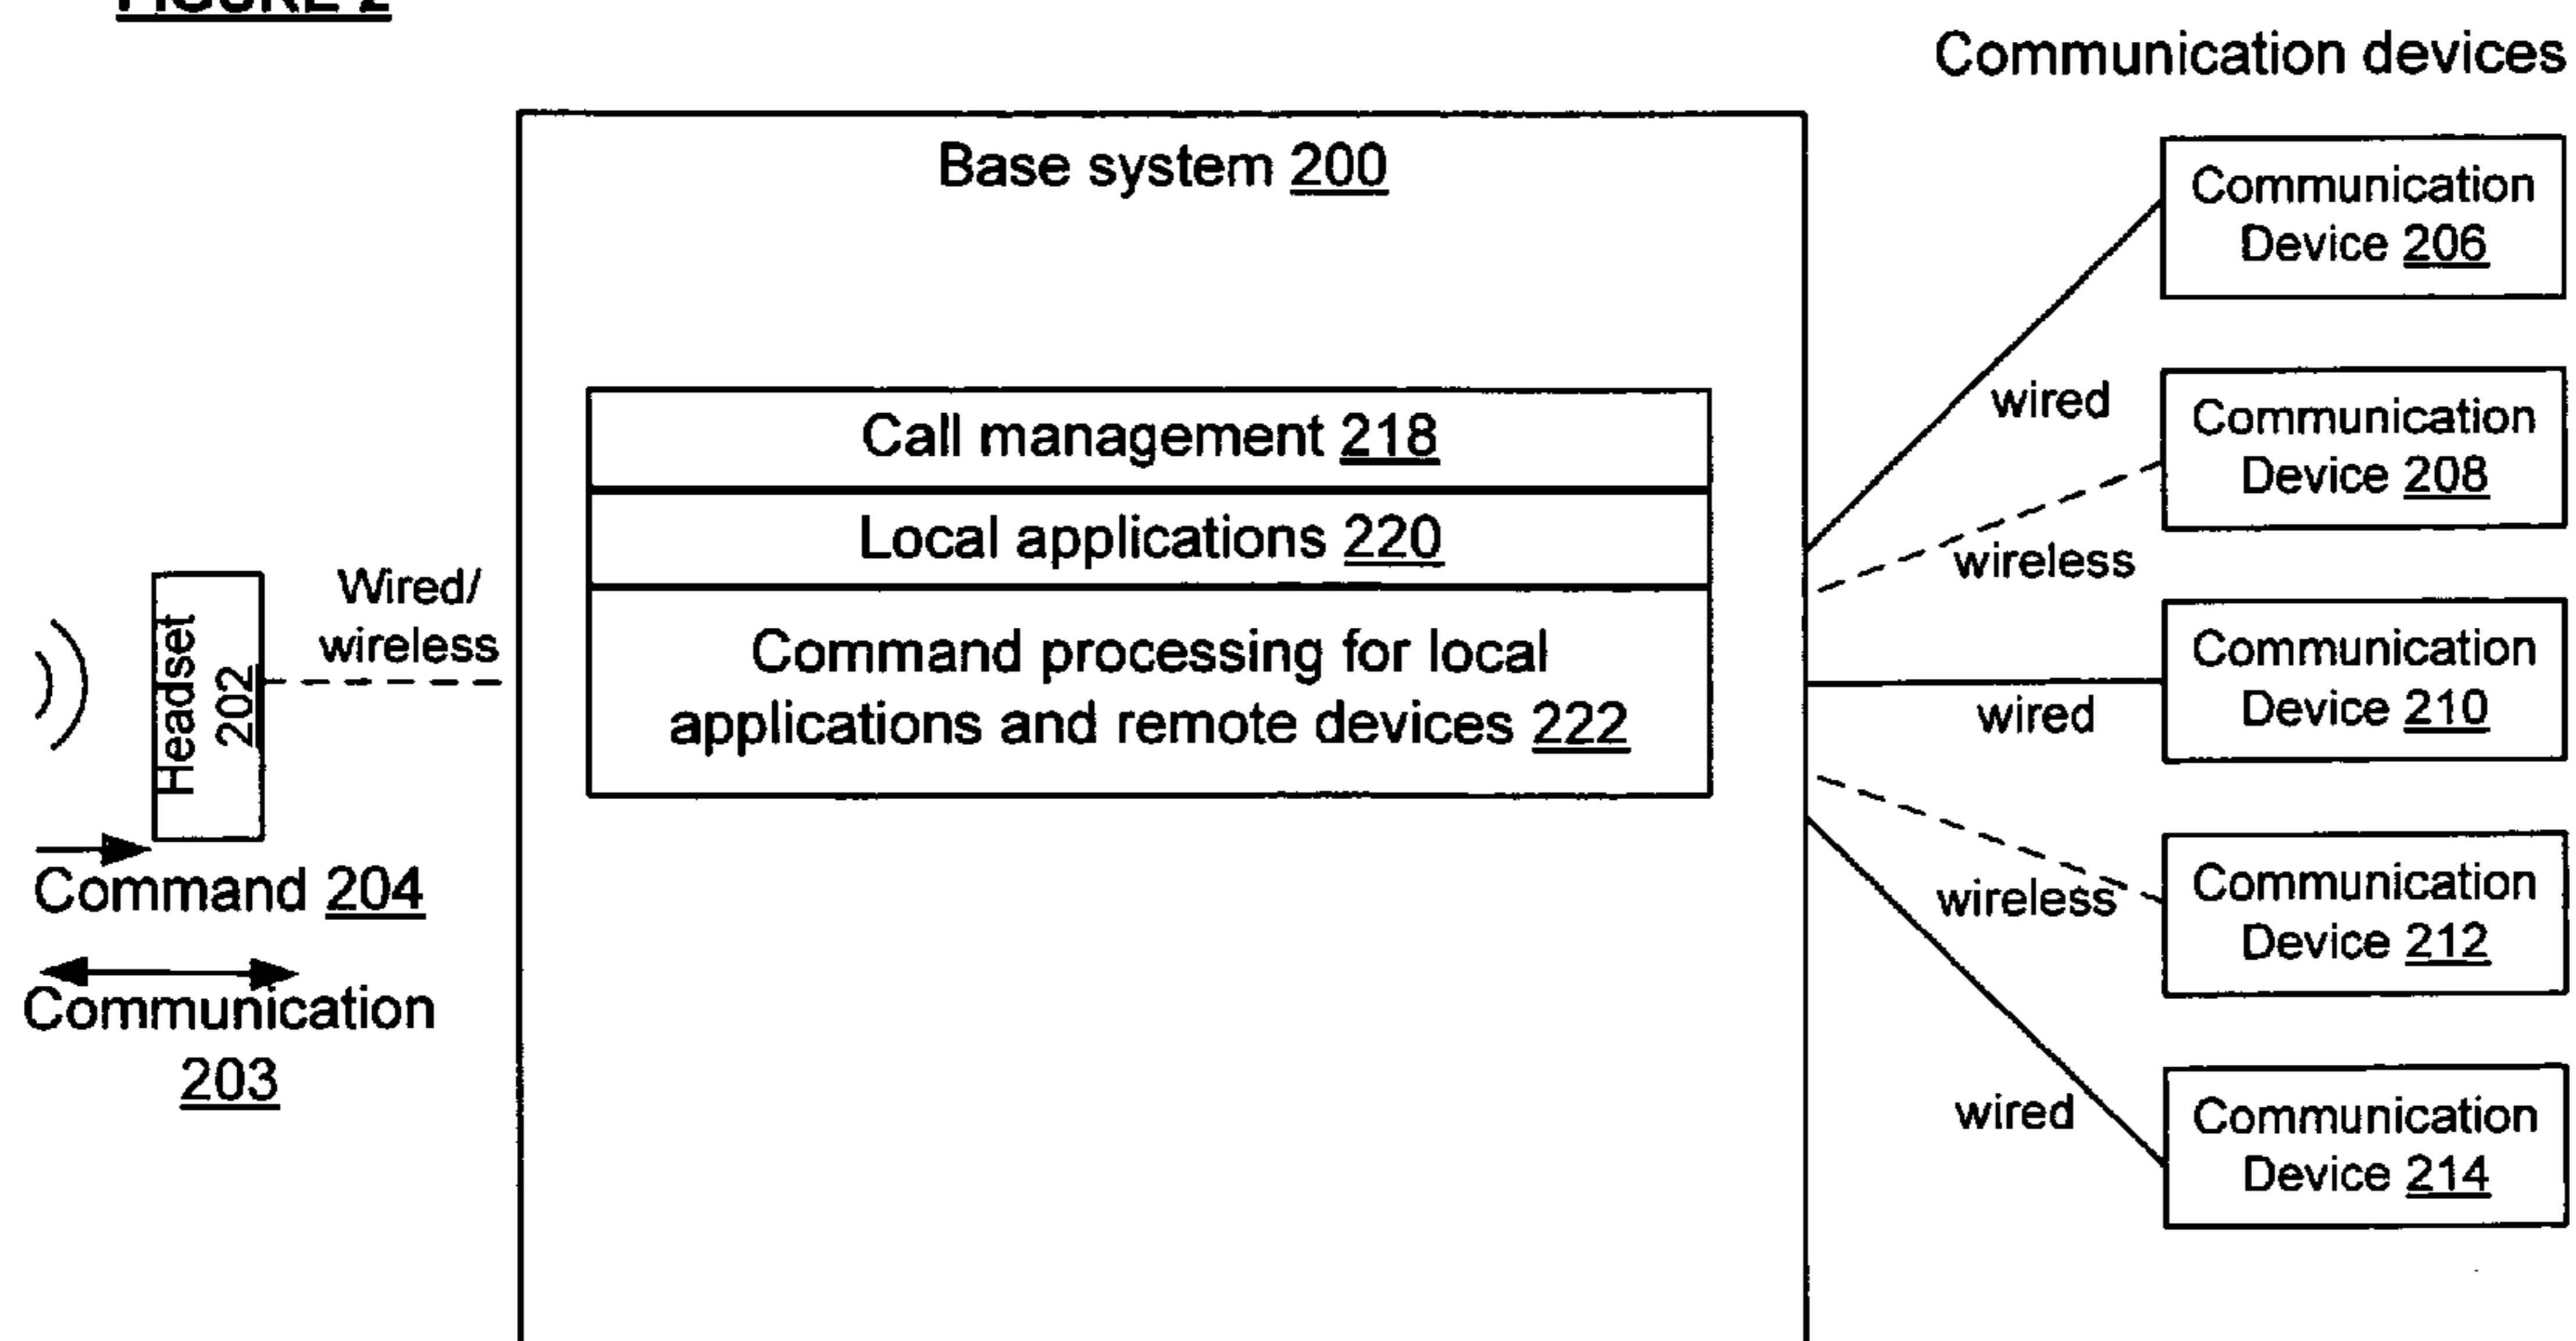 FIGURE 2
Communication devices
Base system 200
Communication
Device 206
wired
Call management 218
Communication
Device 208
Local applications 220
wireless
Wired/
wireless
Headset
202
Command processing for local
applications and remote devices 222
Communication
Device 210
wired
Command 204
Communication
203
wireless
Communication
Device 212
wired
Communication
Device 214